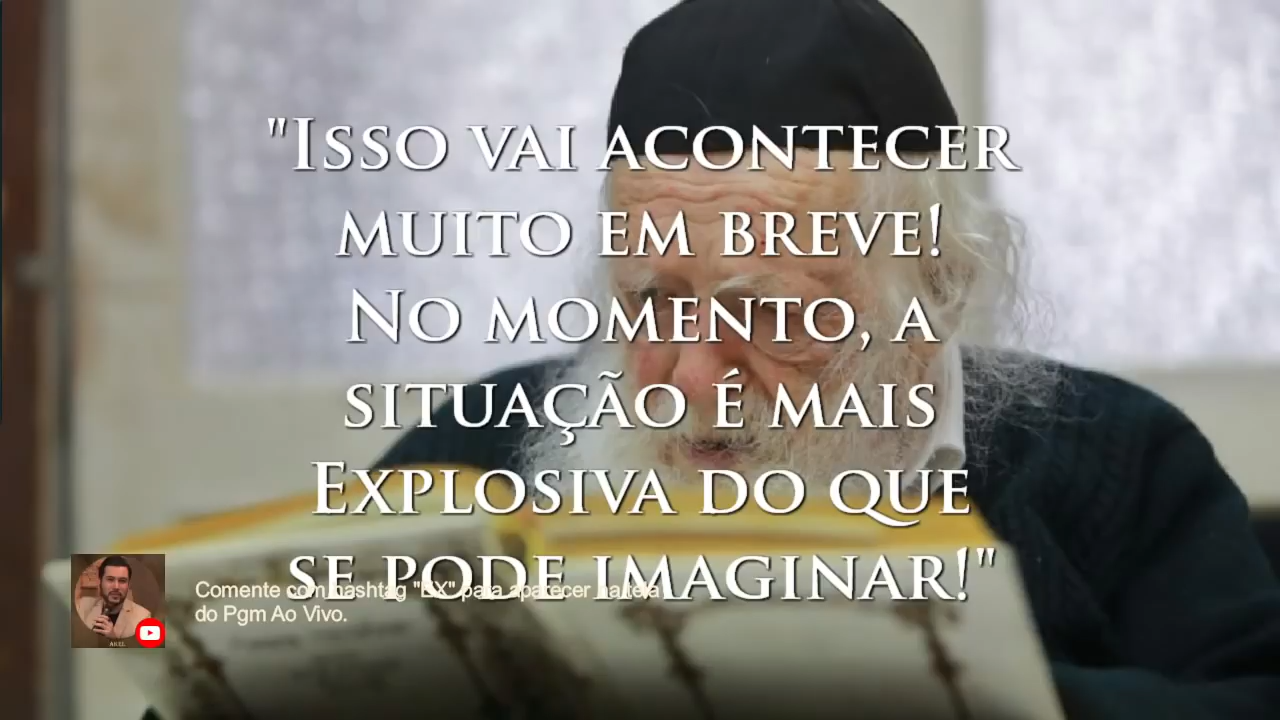 "Isso vai acontecer
muito em breve!
No momento, a
situação é mais
Explosiva do que
se pode imaginar!"
Comente com hashtag "EX" para aparecer na tela
do Pgm Ao Vivo.